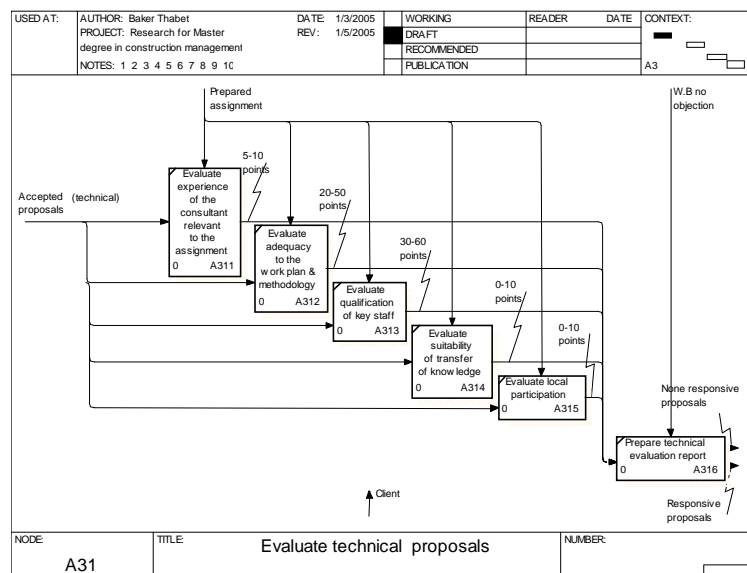 USED AT:
AUTHOR: Baker Thabet
DATE: 1/3/2005
PROJECT: Research for Master
REV: 1/5/2005
degree in construction management
NOTES: 1 2 3 4 5 6 7 8 9 10
WORKING
DRAFT
RECOMMENDED
PUBLICATION
READER
DATE
CONTEXT:
A3
Prepared
assignment
W.B no
objection
5-10
points
Accepted (technical)
proposals
Evaluate
experience
of the
consultant
relevant
to the
assignment
0 A311
20-50
points
Evaluate
adequacy
to the
work plan &
methodology
0 A312
30-60
points
Evaluate
qualification
of key staff
0 A313
0-10
points
Evaluate
suitability
of transfer
of knowledge
0 A314
0-10
points
Evaluate local
participation
0 A315
None responsive
proposals
Prepare technical
evaluation report
0 A316
Client
Responsive
proposals
NODE:
A31
TITLE:
Evaluate technical proposals
NUMBER: